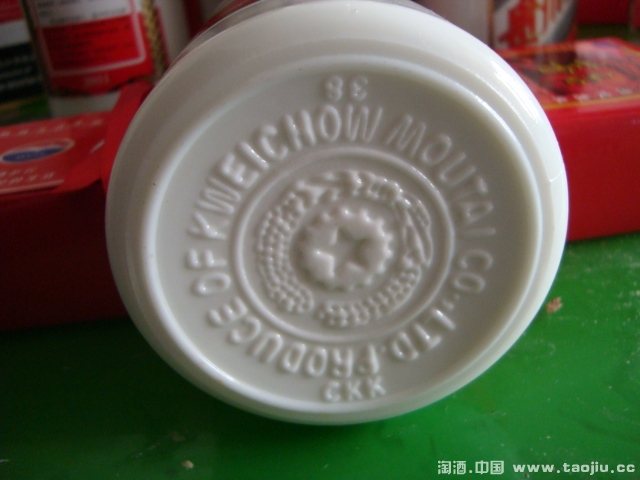 38
PRODUCE OF KWEICHOW MOUTAI CO.,LTD.
CKK
淘酒.中国 www.taojiu.cc